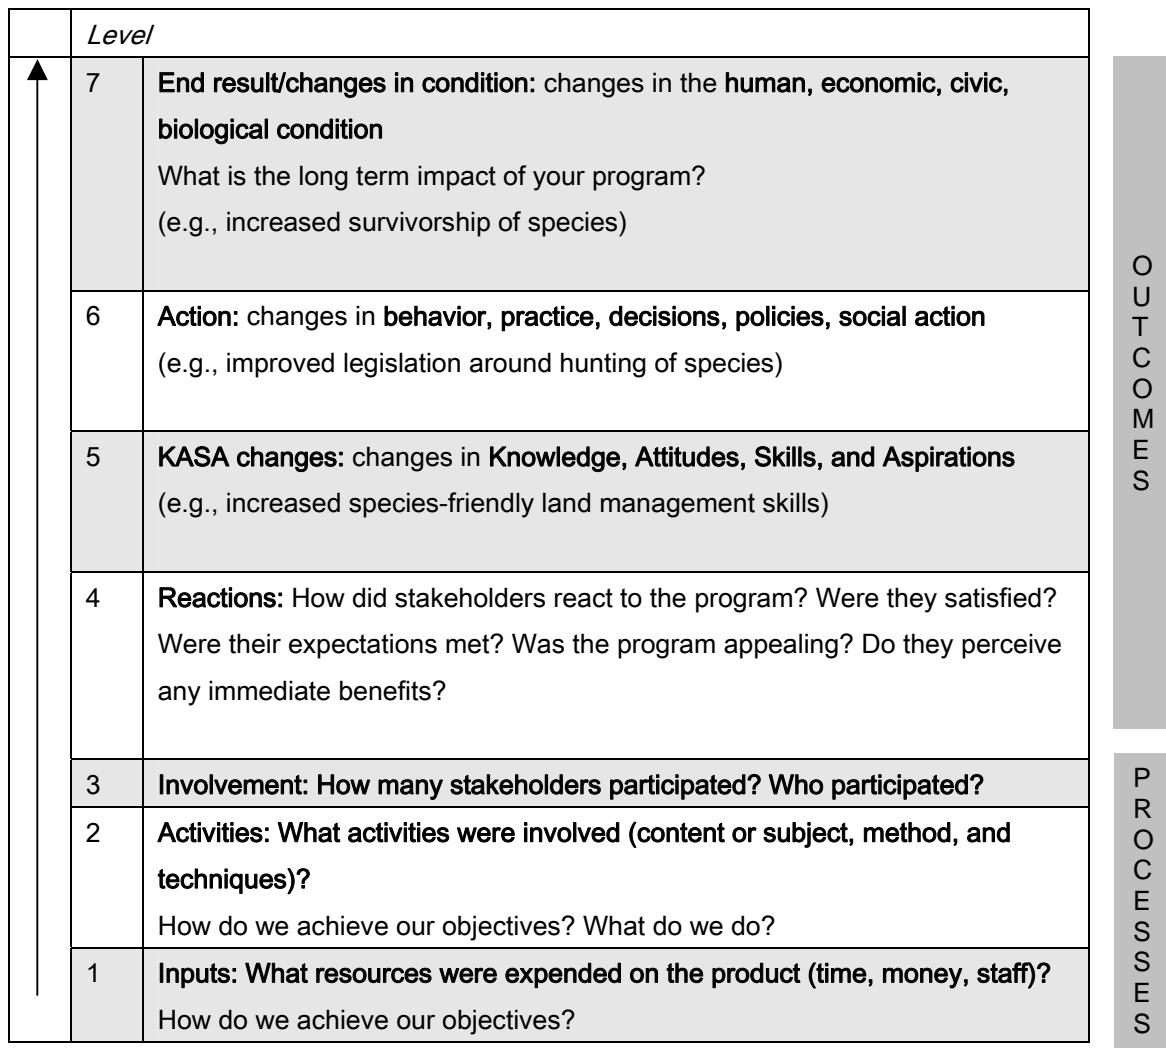 Level
7
End result/changes in condition: changes in the human, economic, civic,
biological condition
What is the long term impact of your program?
(e.g., increased survivorship of species)
6
Action: changes in behavior, practice, decisions, policies, social action
(e.g., improved legislation around hunting of species)
5
KASA changes: changes in Knowledge, Attitudes, Skills, and Aspirations
(e.g., increased species-friendly land management skills)
4
Reactions: How did stakeholders react to the program? Were they satisfied?
Were their expectations met? Was the program appealing? Do they perceive
any immediate benefits?
3
Involvement: How many stakeholders participated? Who participated?
2
Activities: What activities were involved (content or subject, method, and
techniques)?
How do we achieve our objectives? What do we do?
1
Inputs: What resources were expended on the product (time, money, staff)?
How do we achieve our objectives?
OUTCOMES
PROCESSES